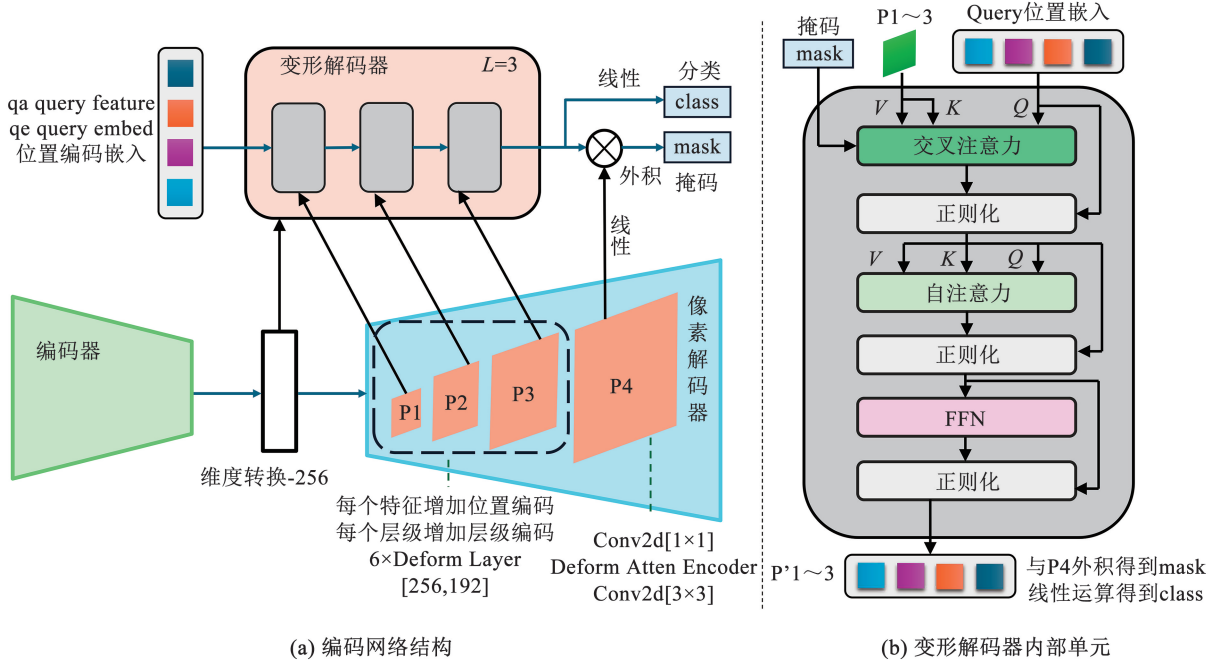 qa query feature
qe query embed
位置编码嵌入
变形解码器
L=3
线性
分类
class
mask
外积
掩码
线性
编码器
维度转换-256
P1
P2
P3
P4
像素解码器
每个特征增加位置编码
每个层级增加层级编码
6×Deform Layer
[256,192]
Conv2d[1×1]
Deform Atten Encoder
Conv2d[3×3]
(a) 编码网络结构
掩码
mask
P1～3
Query位置嵌入
V
K
Q
交叉注意力
正则化
V
K
Q
自注意力
正则化
FFN
正则化
P’1～3
与P4外积得到mask
线性运算得到class
(b) 变形解码器内部单元